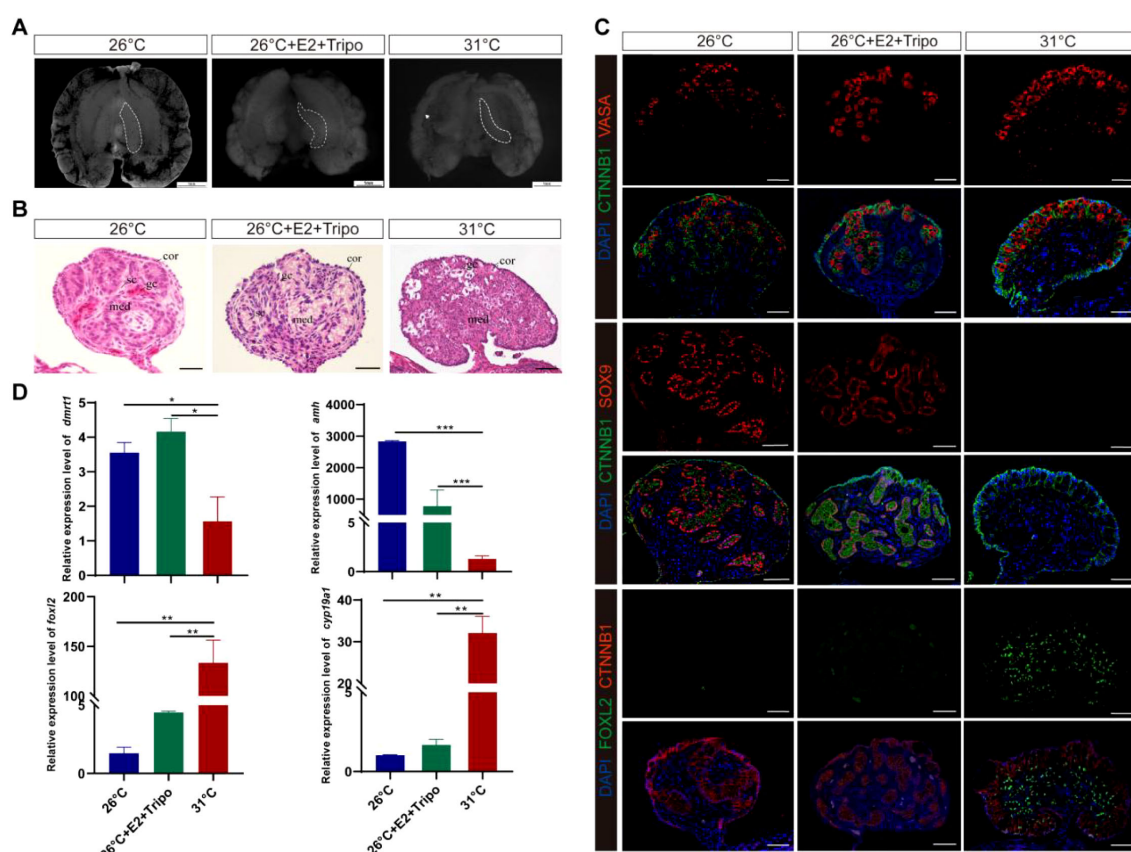 A
26°C
26°C+E2+Tripo
31°C
B
26°C
26°C+E2+Tripo
31°C
cor
sc
gc
med
gc
cor
sc
med
gc
cor
med
D
Relative expression level of dmrt1
5
4
3
2
1
0
*
*
Relative expression level of amh
4000
3000
2000
1000
5
0
***
***
Relative expression level of foxl2
200
150
100
5
0
**
**
26°C
26°C+E2+Tripo
31°C
Relative expression level of cyp19a1
40
30
20
5
0
**
**
26°C
26°C+E2+Tripo
31°C
C
26°C
26°C+E2+Tripo
31°C
DAPI CTNNB1 VASA
DAPI CTNNB1 SOX9
DAPI FOXL2 CTNNB1